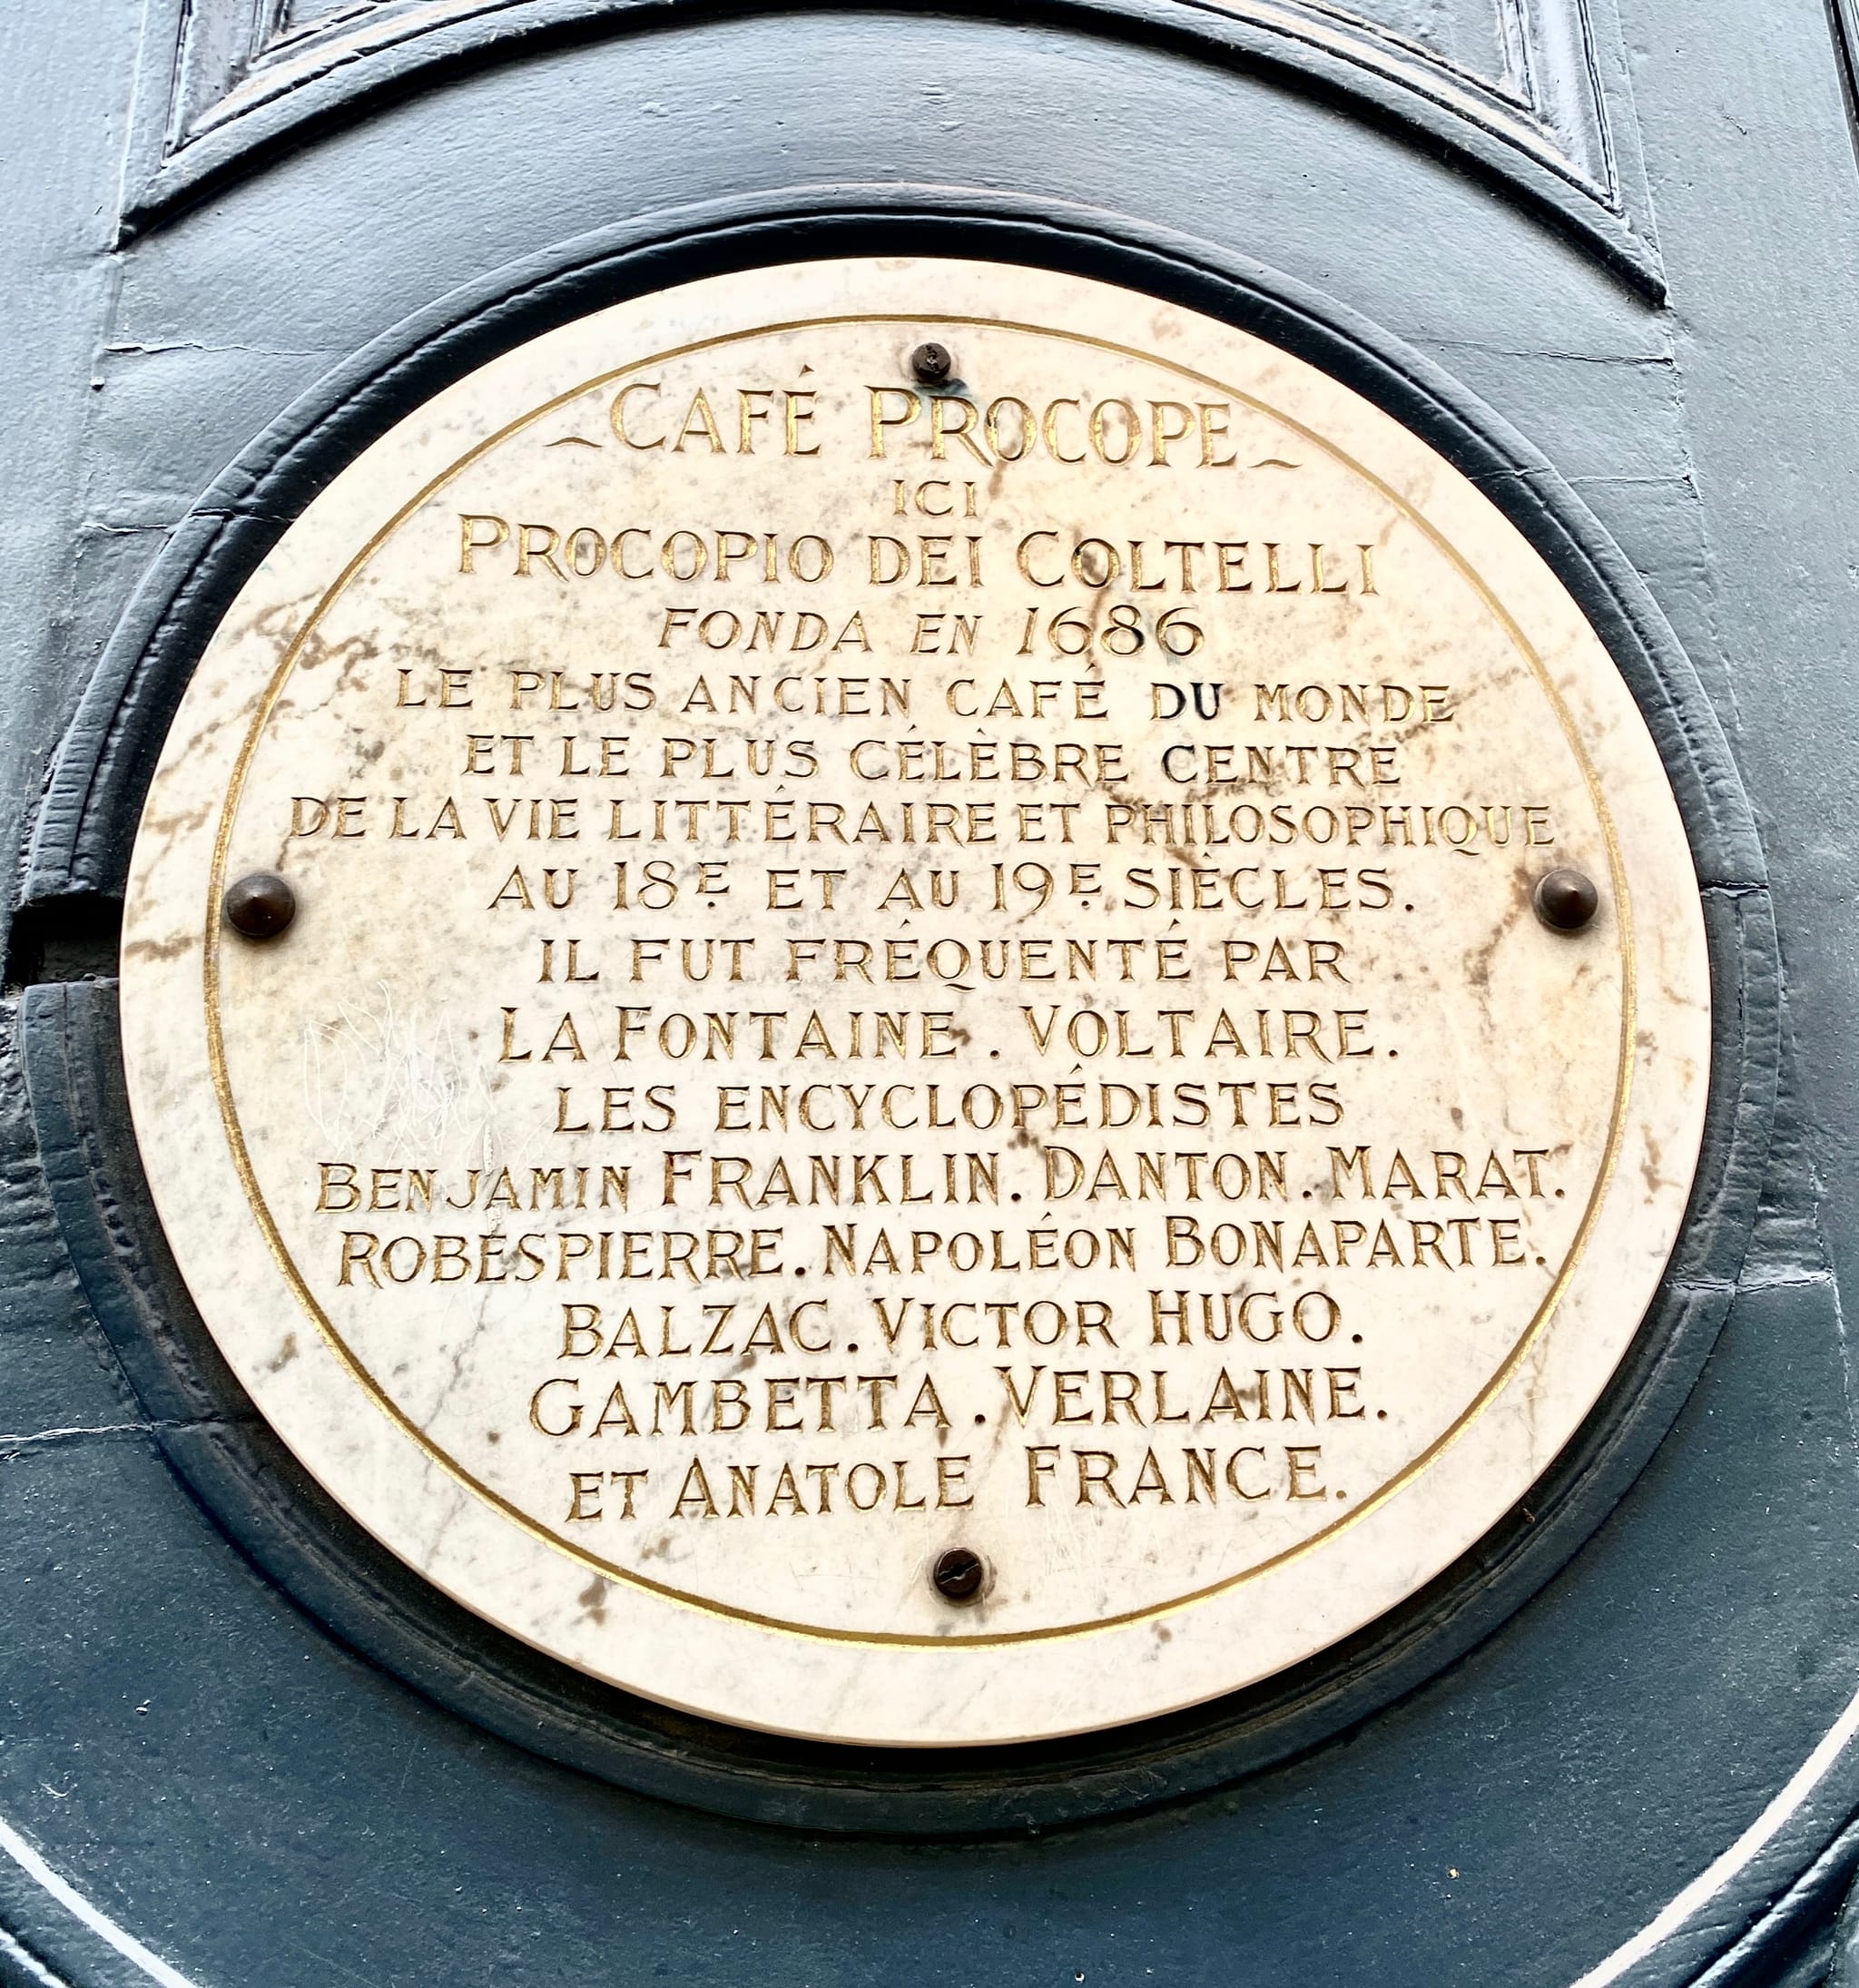 ~CAFÉ PROCOPE~
ICI
PROCOPIO DEI COLTELLI
FONDA EN 1686
LE PLUS ANCIEN CAFÉ DU MONDE
ET LE PLUS CÉLÈBRE CENTRE
DE LA VIE LITTÉRAIRE ET PHILOSOPHIQUE
AU 18E ET AU 19E SIÈCLES.
IL FUT FRÉQUENTÉ PAR
LA FONTAINE. VOLTAIRE.
LES ENCYCLOPÉDISTES
BENJAMIN FRANKLIN. DANTON. MARAT.
ROBESPIERRE. NAPOLÉON BONAPARTE.
BALZAC. VICTOR HUGO.
GAMBETTA. VERLAINE.
ET ANATOLE FRANCE.